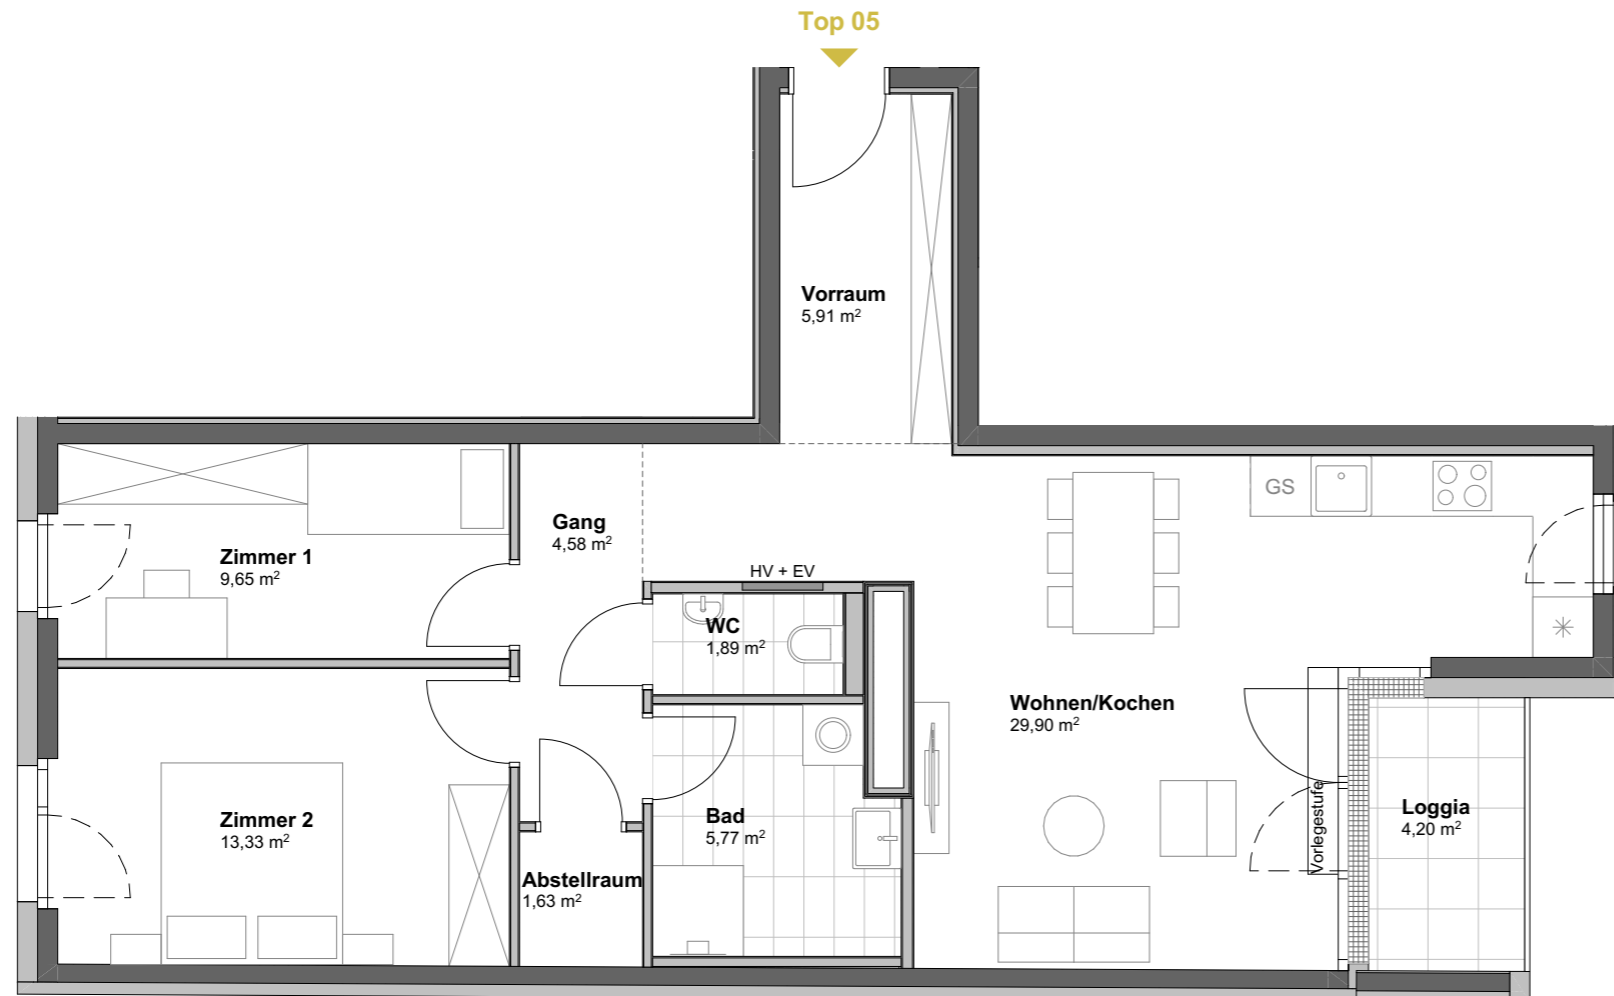 Top 05
Vorraum
5,91 m²
Gang
4,58 m²
Zimmer 1
9,65 m²
HV + EV
WC
1,89 m²
GS
Wohnen/Kochen
29,90 m²
Zimmer 2
13,33 m²
Bad
5,77 m²
Abstellraum
1,63 m²
Vorlegestufe
Loggia
4,20 m²